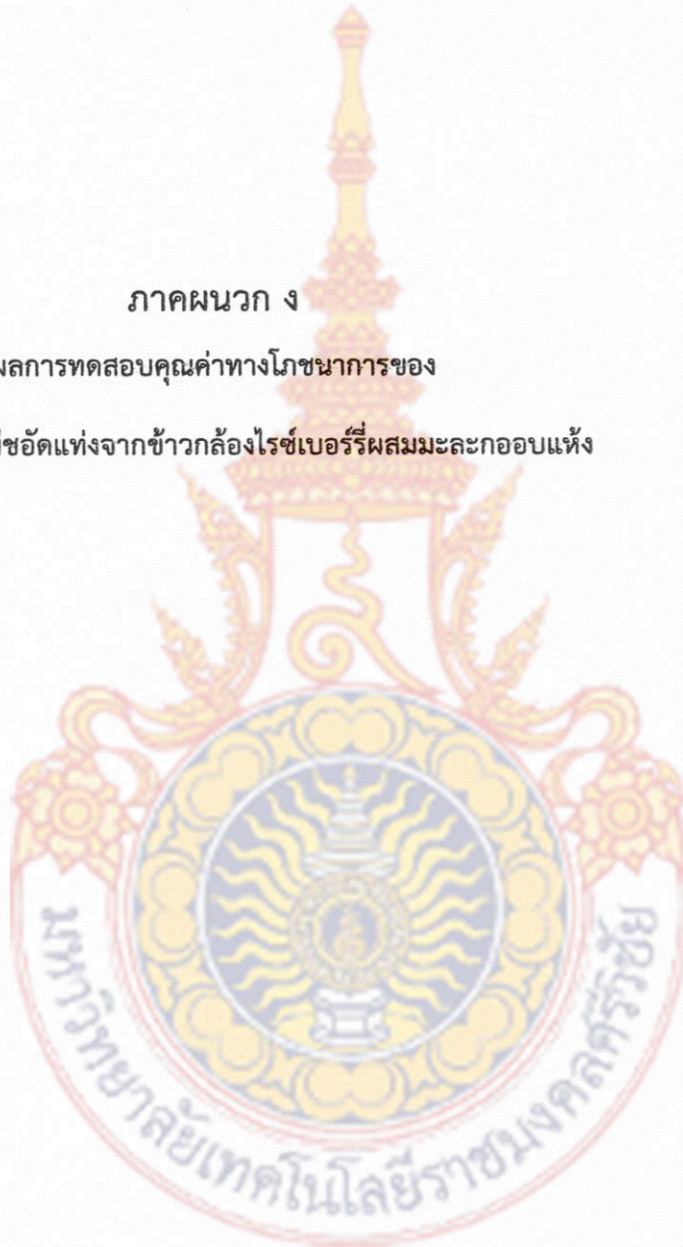 ภาคผนวก ง
ผลการทดสอบคุณค่าทางโภชนาการของ
ชอัดแท่งจากข้าวกล้องไรซ์เบอร์รี่ผสมมะละกออบแห้ง
มหาวิทยาลัยเทคโนโลยีราชมงคลศรีวิชัย